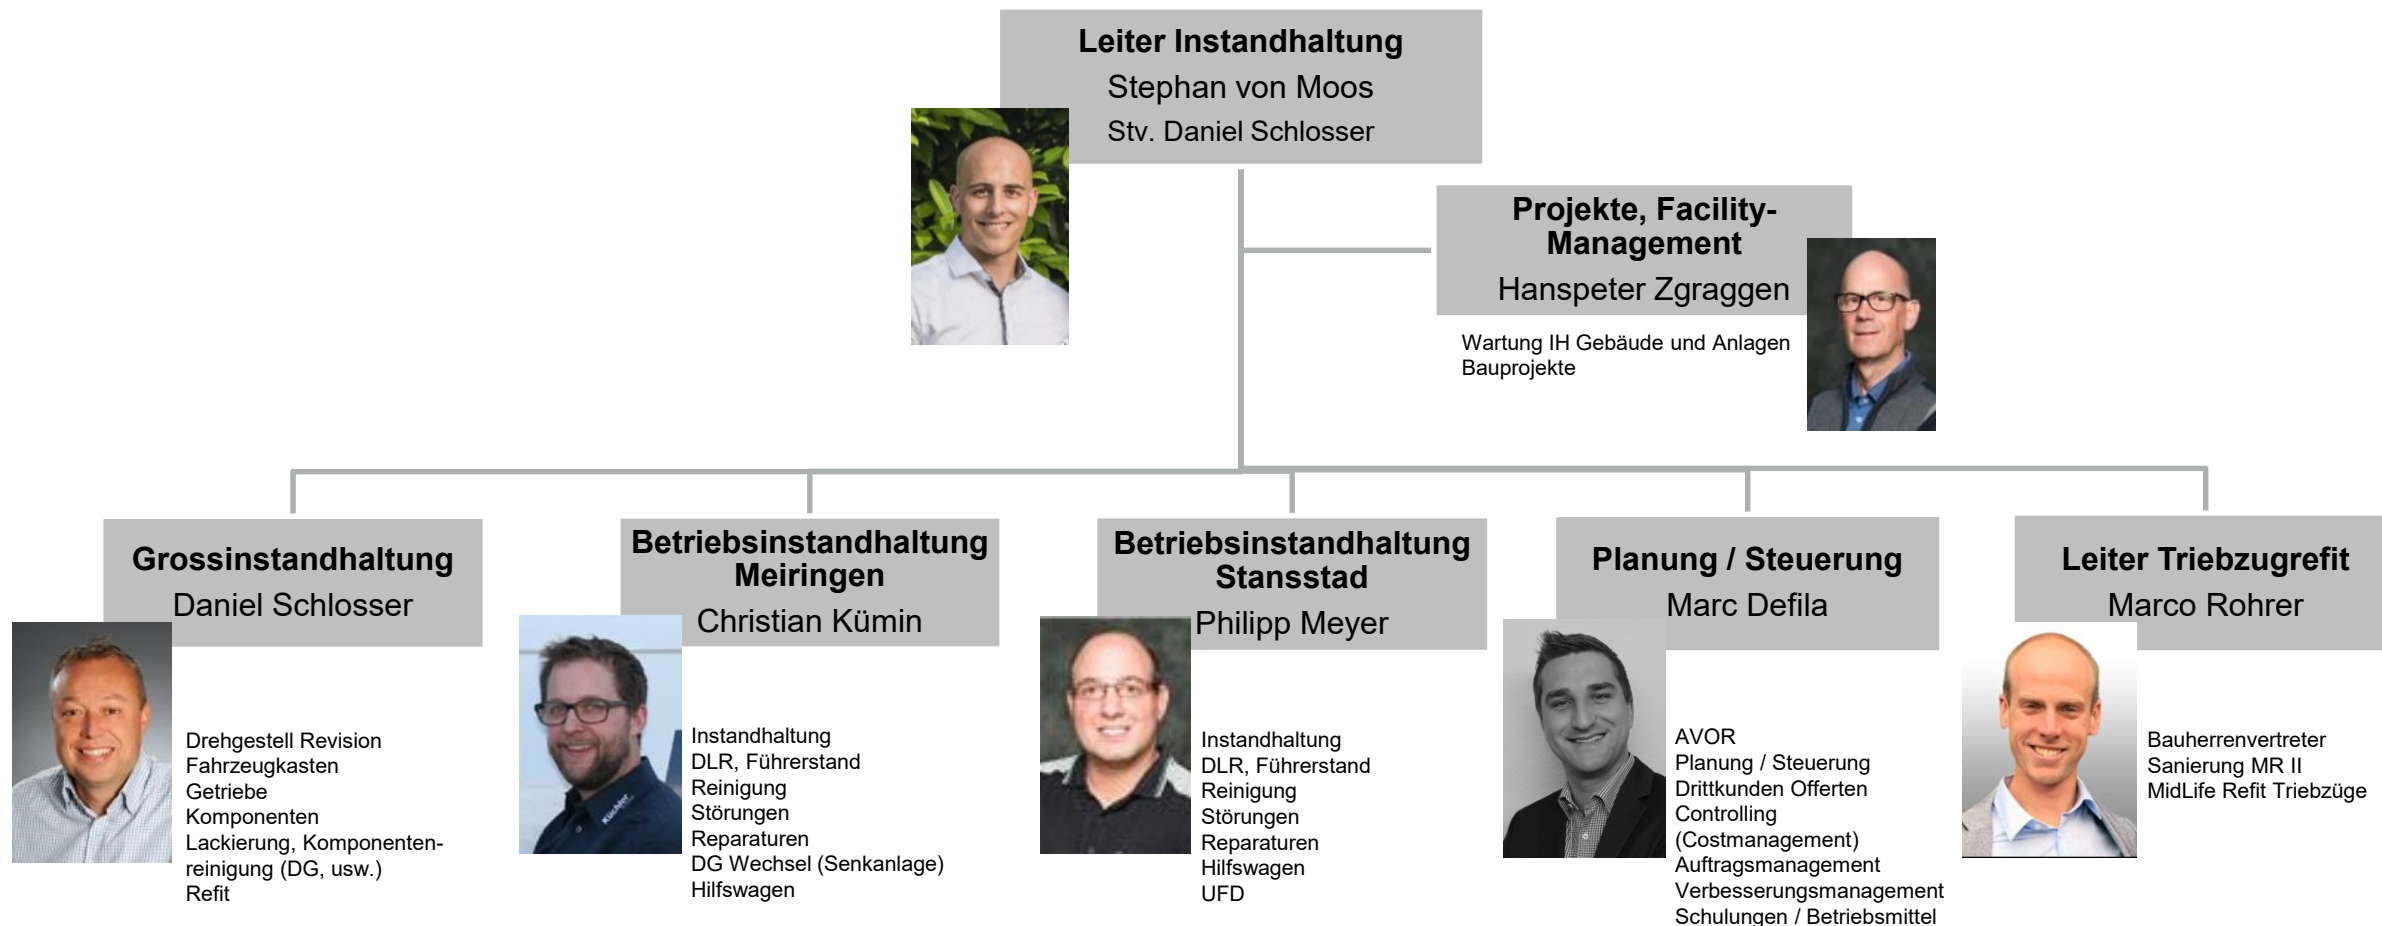 Leiter Instandhaltung
Stephan von Moos
Stv. Daniel Schlosser
Projekte, Facility-
Management
Hanspeter Zgraggen
Wartung IH Gebäude und Anlagen
Bauprojekte
Grossinstandhaltung
Daniel Schlosser
Drehgestell Revision
Fahrzeugkasten
Getriebe
Komponenten
Lackierung, Komponenten-
reinigung (DG, usw.)
Refit
Betriebsinstandhaltung
Meiringen
Christian Kümin
Küchler
Instandhaltung
DLR, Führerstand
Reinigung
Störungen
Reparaturen
DG Wechsel (Senkanlage)
Hilfswagen
Betriebsinstandhaltung
Stansstad
Philipp Meyer
Instandhaltung
DLR, Führerstand
Reinigung
Störungen
Reparaturen
Hilfswagen
UFD
Planung / Steuerung
Marc Defila
AVOR
Planung / Steuerung
Drittkunden Offerten
Controlling
(Costmanagement)
Auftragsmanagement
Verbesserungsmanagement
Schulungen / Betriebsmittel
Leiter Triebzugrefit
Marco Rohrer
Bauherrenvertreter
Sanierung MR II
MidLife Refit Triebzüge